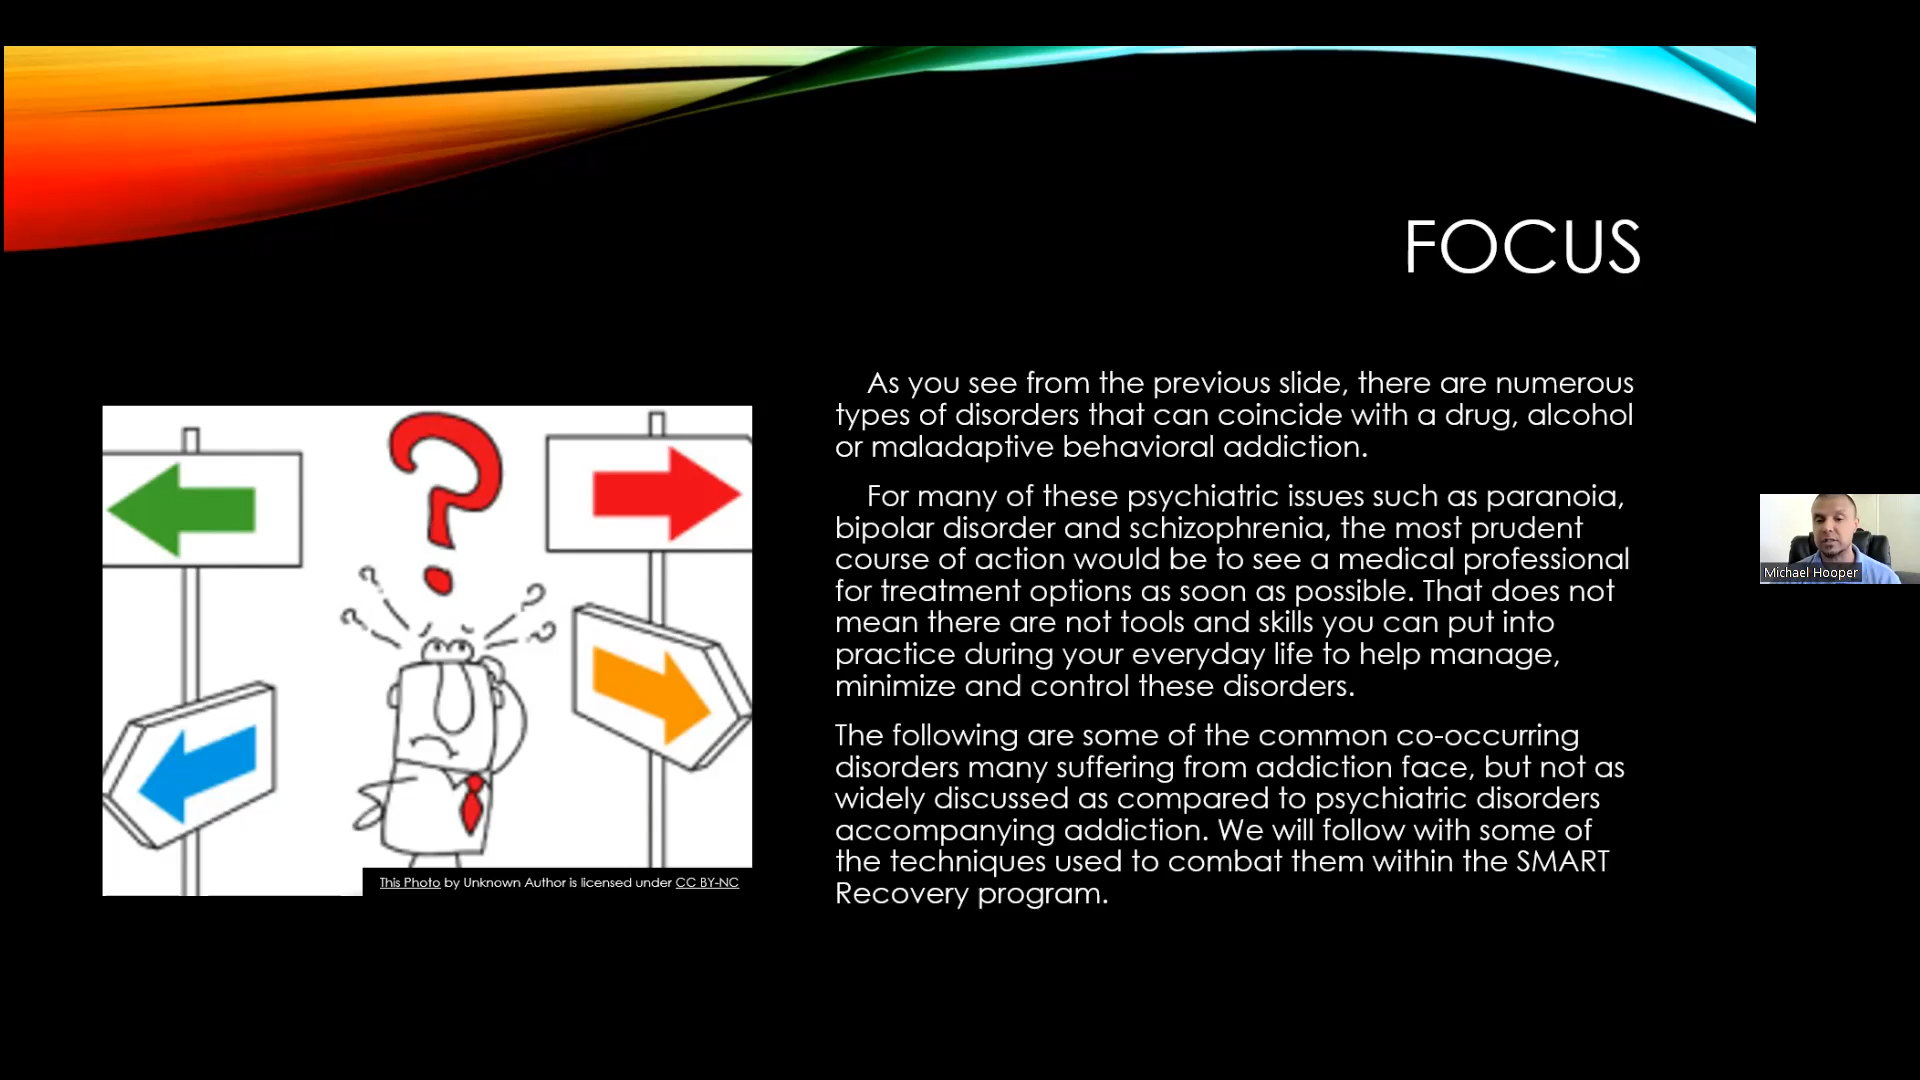 FOCUS
As you see from the previous slide, there are numerous
types of disorders that can coincide with a drug, alcohol
or maladaptive behavioral addiction.
For many of these psychiatric issues such as paranoia,
bipolar disorder and schizophrenia, the most prudent
course of action would be to see a medical professional
for treatment options as soon as possible. That does not
mean there are not tools and skills you can put into
practice during your everyday life to help manage,
minimize and control these disorders.
The following are some of the common co-occurring
disorders many suffering from addiction face, but not as
widely discussed as compared to psychiatric disorders
accompanying addiction. We will follow with some of
the techniques used to combat them within the SMART
Recovery program.
?
? ? ? ?
This Photo by Unknown Author is licensed under CC BY-NC
Michael Hooper